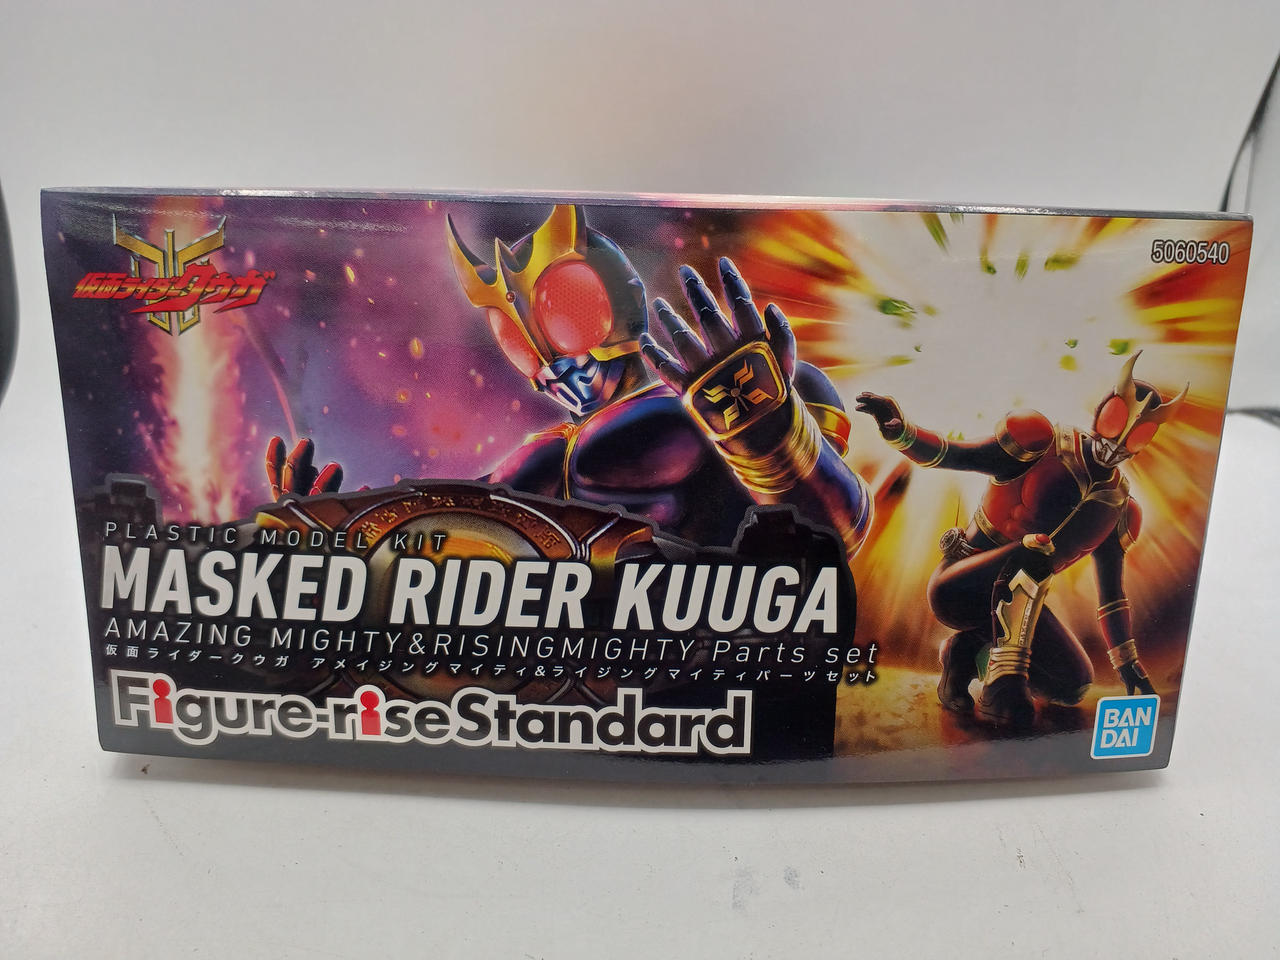 仮面ライダークウガ
5060540
PLASTIC MODEL KIT
MASKED RIDER KUUGA
AMAZING MIGHTY&RISINGMIGHTY Parts set
仮面ライダークウガ アメイジングマイティ&ライジングマイティパーツセット
Figure-riseStandard
BAN
DAI